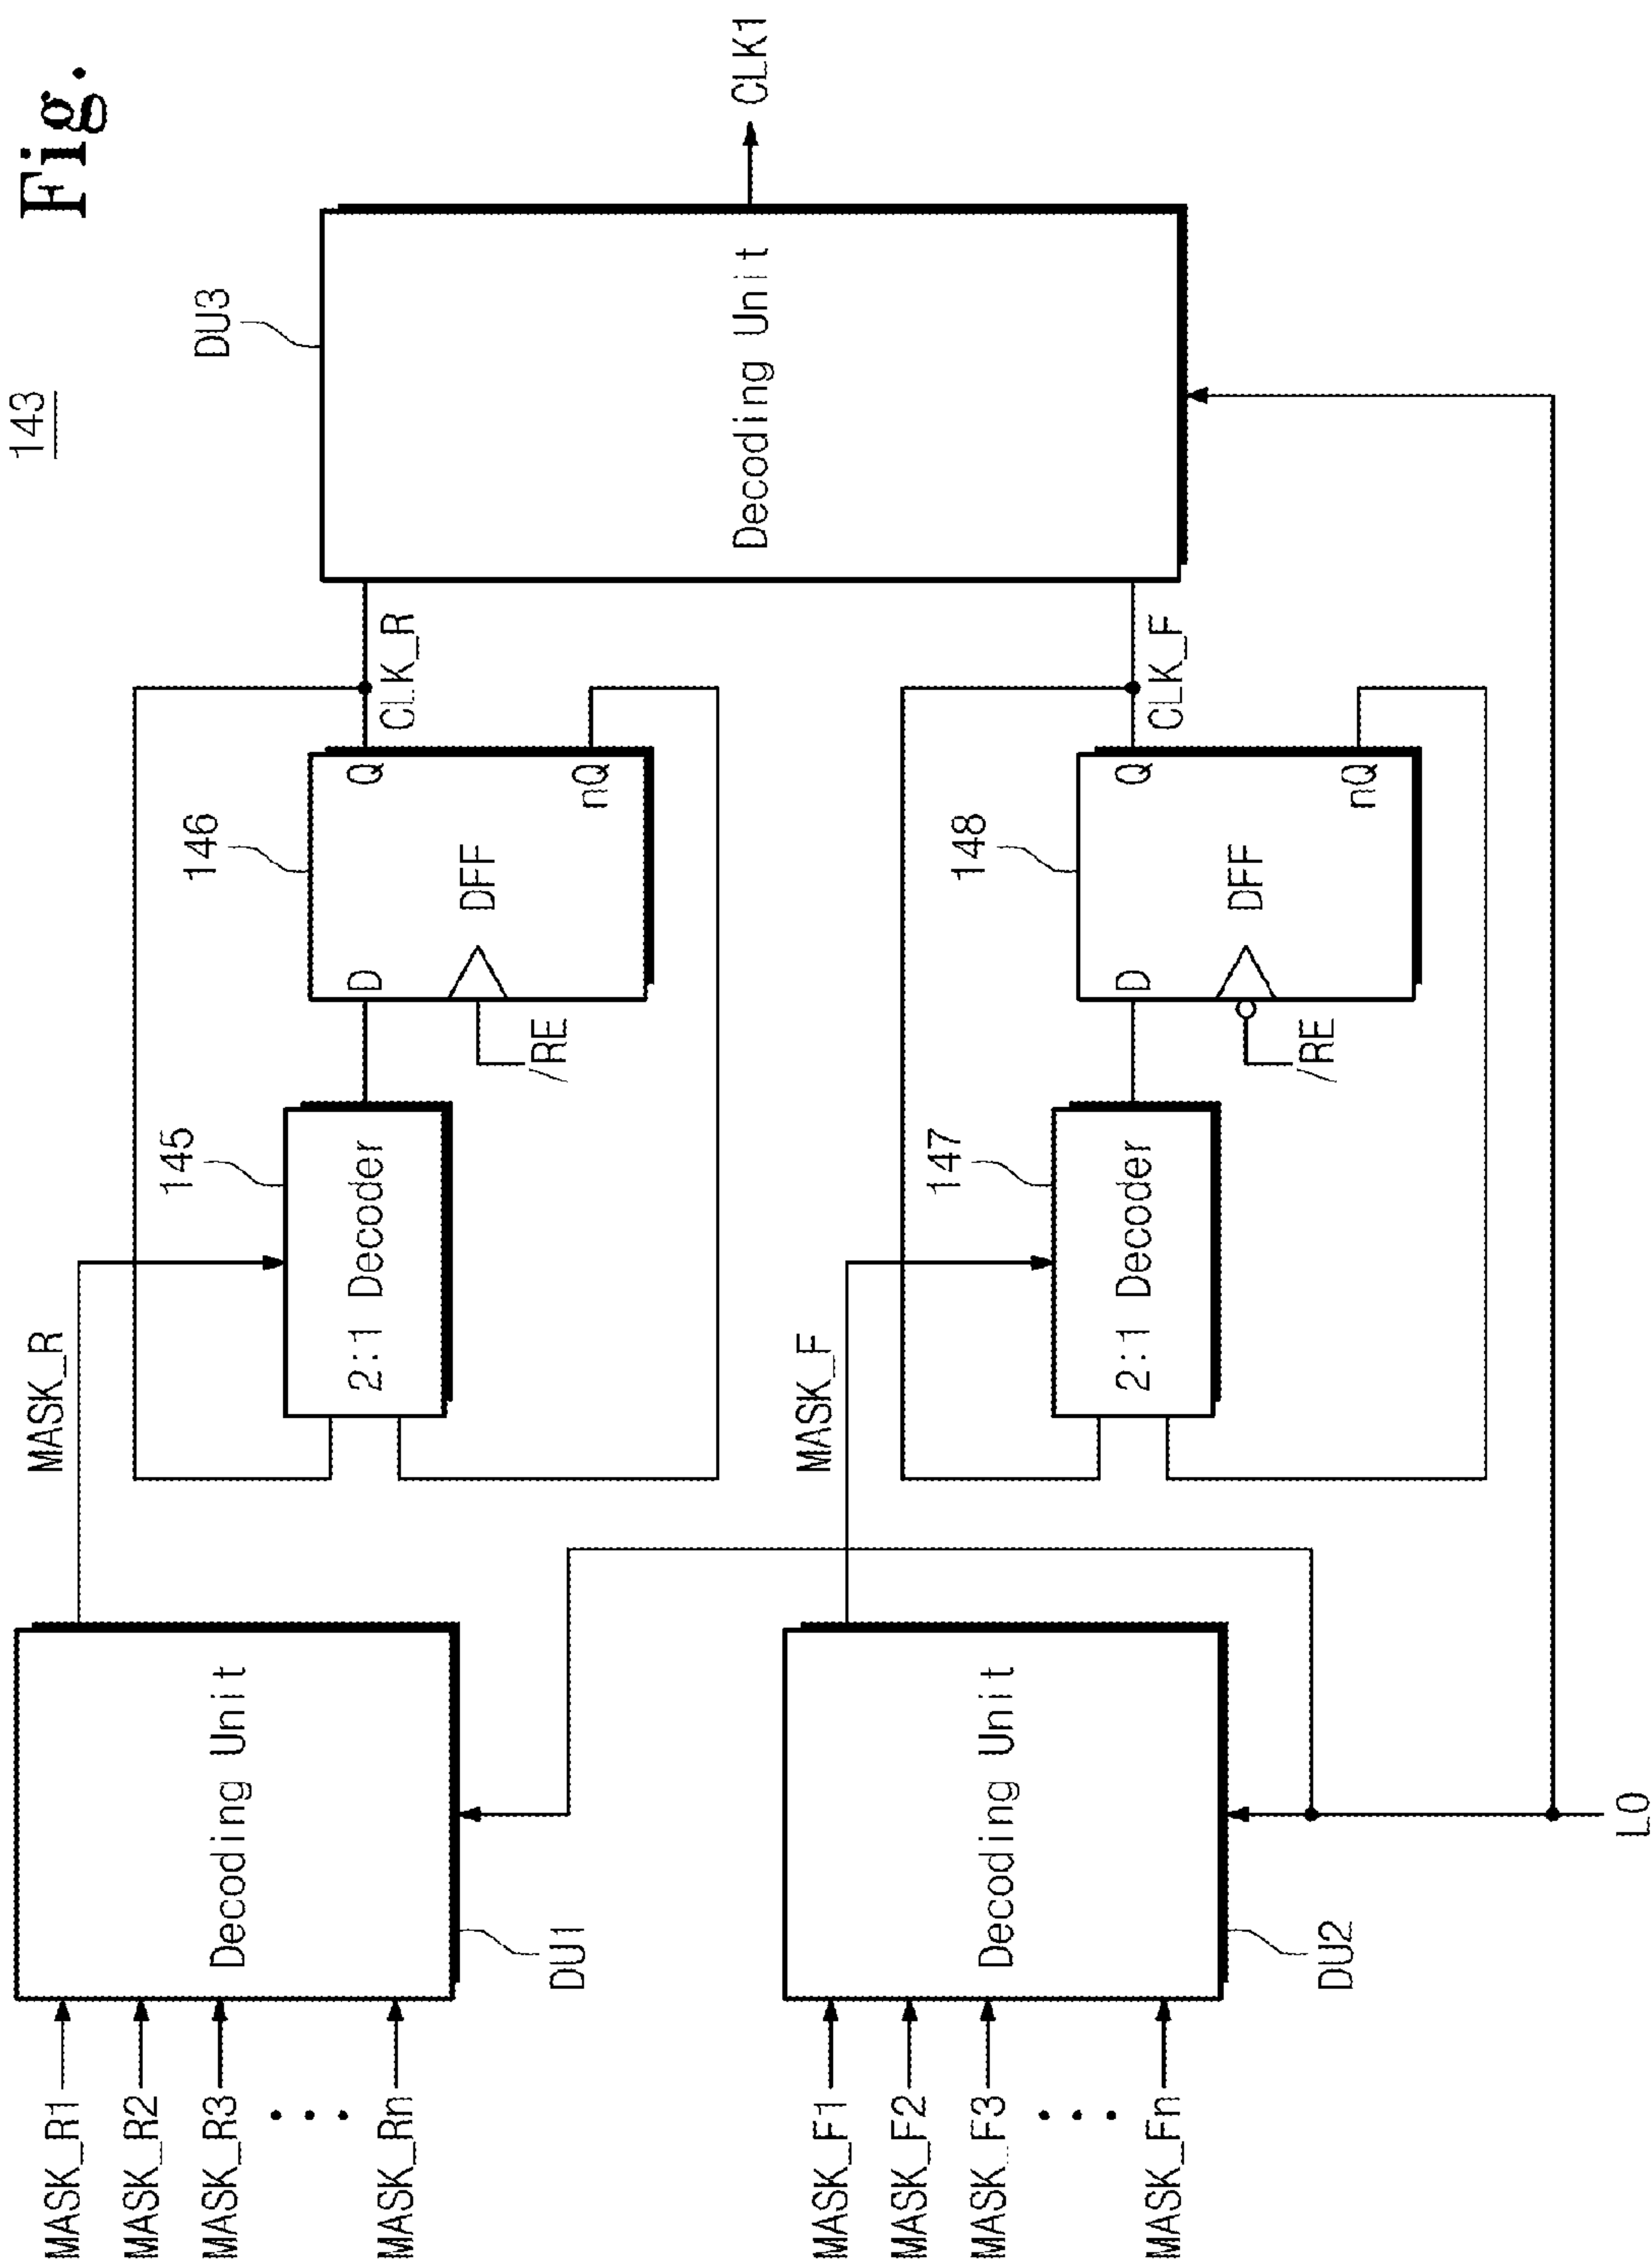 Fig.
143
MASK_R1
MASK_R2
MASK_R3
MASK_Rn
Decoding Unit
DU1
MASK_R
145
2:1 Decoder
146
D
Q
DFF
nQ
/RE
CLK_R
DU3
Decoding Unit
CLK1
MASK_F1
MASK_F2
MASK_F3
MASK_Fn
Decoding Unit
DU2
MASK_F
147
2:1 Decoder
148
D
Q
DFF
nQ
/RE
CLK_F
LO